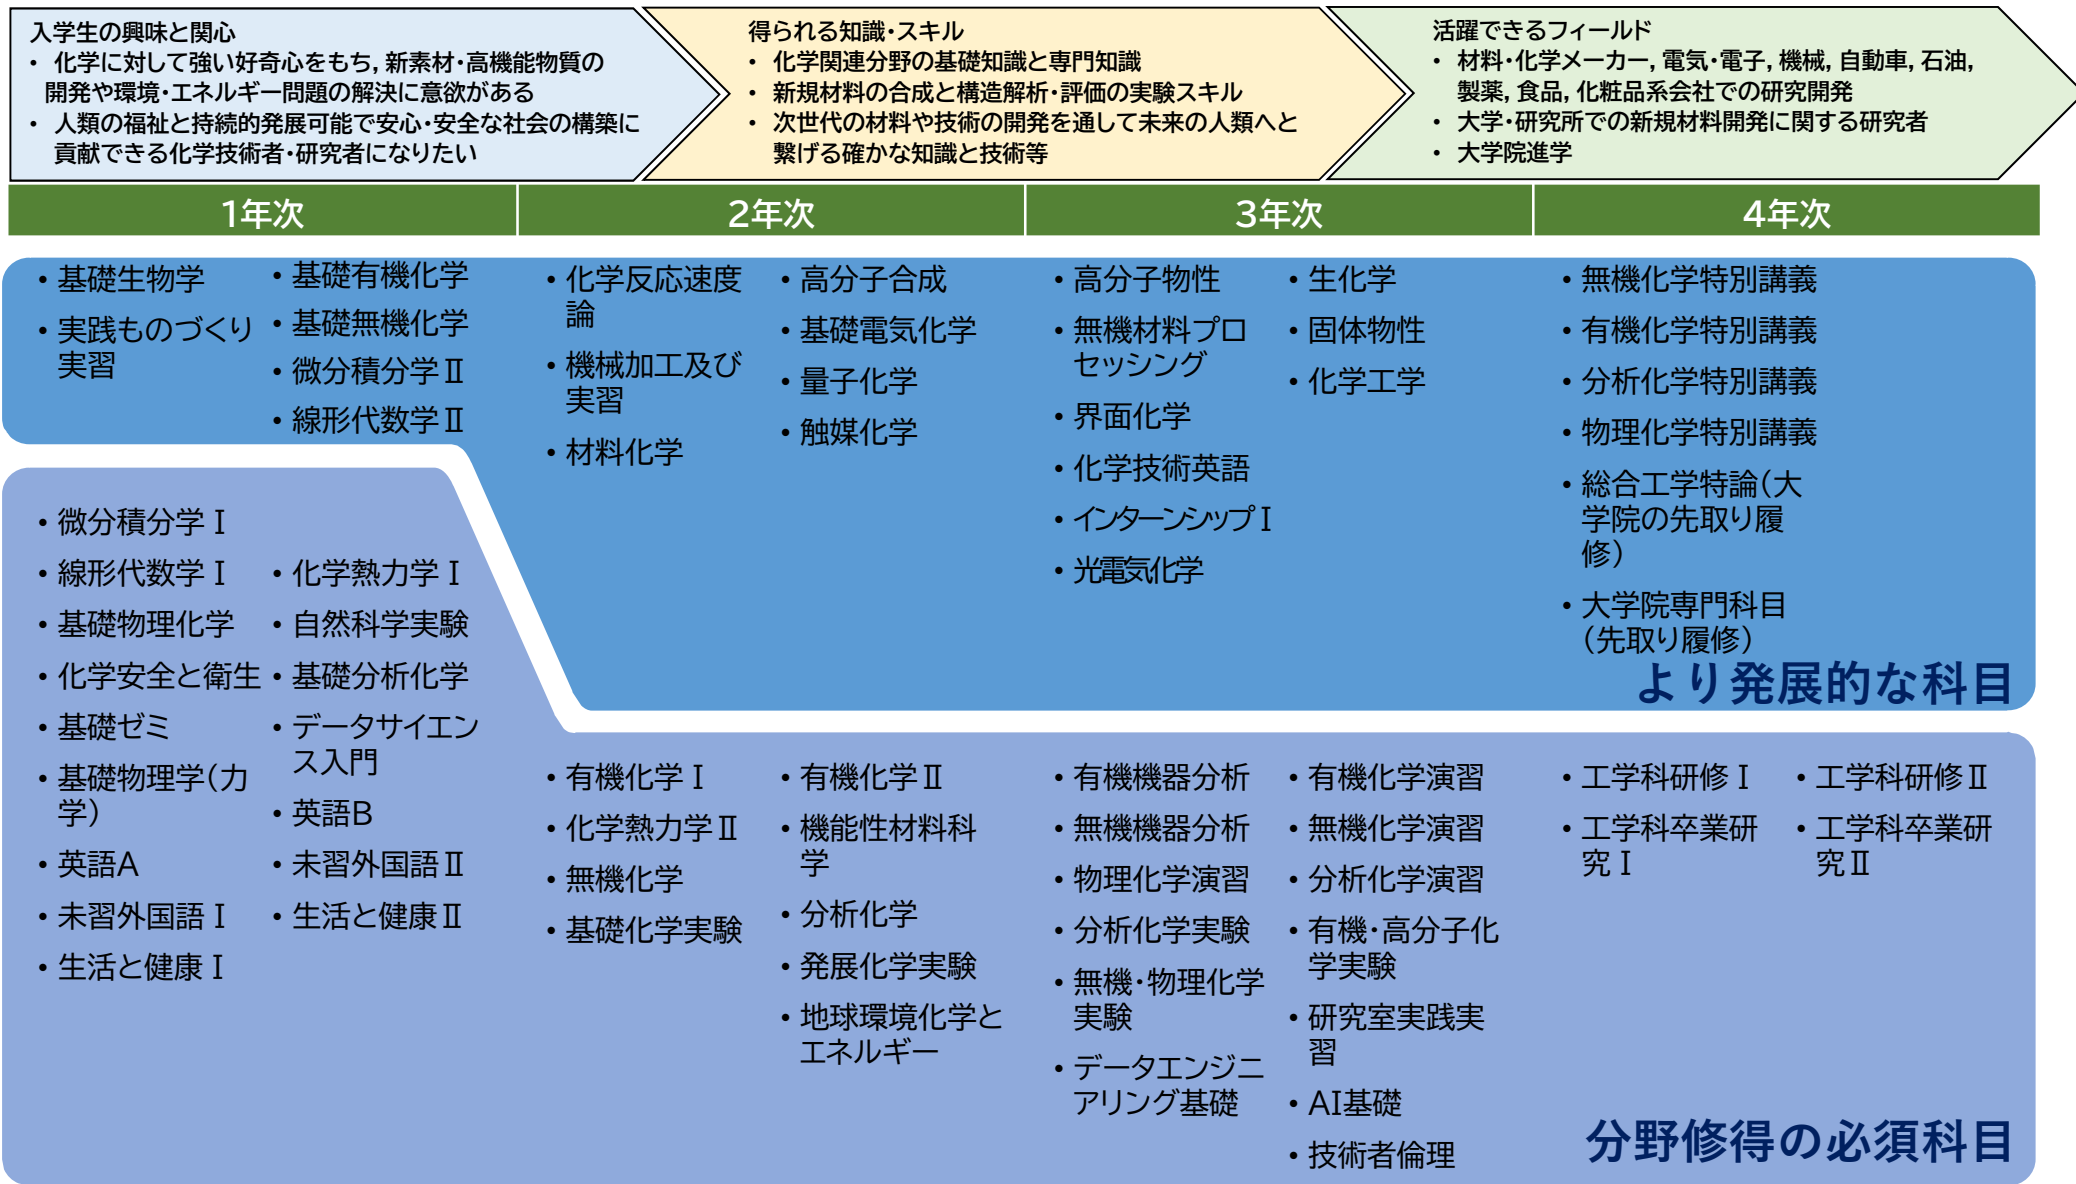 入学生の興味と関心
・ 化学に対して強い好奇心をもち, 新素材・高機能物質の
開発や環境・エネルギー問題の解決に意欲がある
・ 人類の福祉と持続的発展可能で安心・安全な社会の構築に
貢献できる化学技術者・研究者になりたい
得られる知識・スキル
・ 化学関連分野の基礎知識と専門知識
・ 新規材料の合成と構造解析・評価の実験スキル
・ 次世代の材料や技術の開発を通して未来の人類へと
繋げる確かな知識と技術等
活躍できるフィールド
・ 材料・化学メーカー, 電気・電子, 機械, 自動車, 石油,
製薬, 食品, 化粧品系会社での研究開発
・ 大学・研究所での新規材料開発に関する研究者
・ 大学院進学
1年次
2年次
3年次
4年次
・基礎生物学
・実践ものづくり
実習
・基礎有機化学
・基礎無機化学
・微分積分学Ⅱ
・線形代数学Ⅱ
・化学反応速度
論
・機械加工及び
実習
・材料化学
・高分子合成
・基礎電気化学
・量子化学
・触媒化学
・高分子物性
・無機材料プロ
セッシング
・界面化学
・化学技術英語
・インターンシップⅠ
・光電気化学
・生化学
・固体物性
・化学工学
・無機化学特別講義
・有機化学特別講義
・分析化学特別講義
・物理化学特別講義
・総合工学特論(大
学院の先取り履
修)
・大学院専門科目
(先取り履修)
より発展的な科目
・微分積分学Ⅰ
・線形代数学Ⅰ
・基礎物理化学
・化学安全と衛生
・基礎ゼミ
・基礎物理学(力
学)
・英語A
・未習外国語Ⅰ
・生活と健康Ⅰ
・化学熱力学Ⅰ
・自然科学実験
・基礎分析化学
・データサイエン
ス入門
・英語B
・未習外国語Ⅱ
・生活と健康Ⅱ
・有機化学Ⅰ
・化学熱力学Ⅱ
・無機化学
・基礎化学実験
・有機化学Ⅱ
・機能性材料科
学
・分析化学
・発展化学実験
・地球環境化学と
エネルギー
・有機機器分析
・無機機器分析
・物理化学演習
・分析化学実験
・無機・物理化学
実験
・データエンジニ
アリング基礎
・有機化学演習
・無機化学演習
・分析化学演習
・有機・高分子化
学実験
・研究室実践実
習
・AI基礎
・技術者倫理
・工学科研修Ⅰ
・工学科卒業研
究Ⅰ
・工学科研修Ⅱ
・工学科卒業研
究Ⅱ
分野修得の必須科目